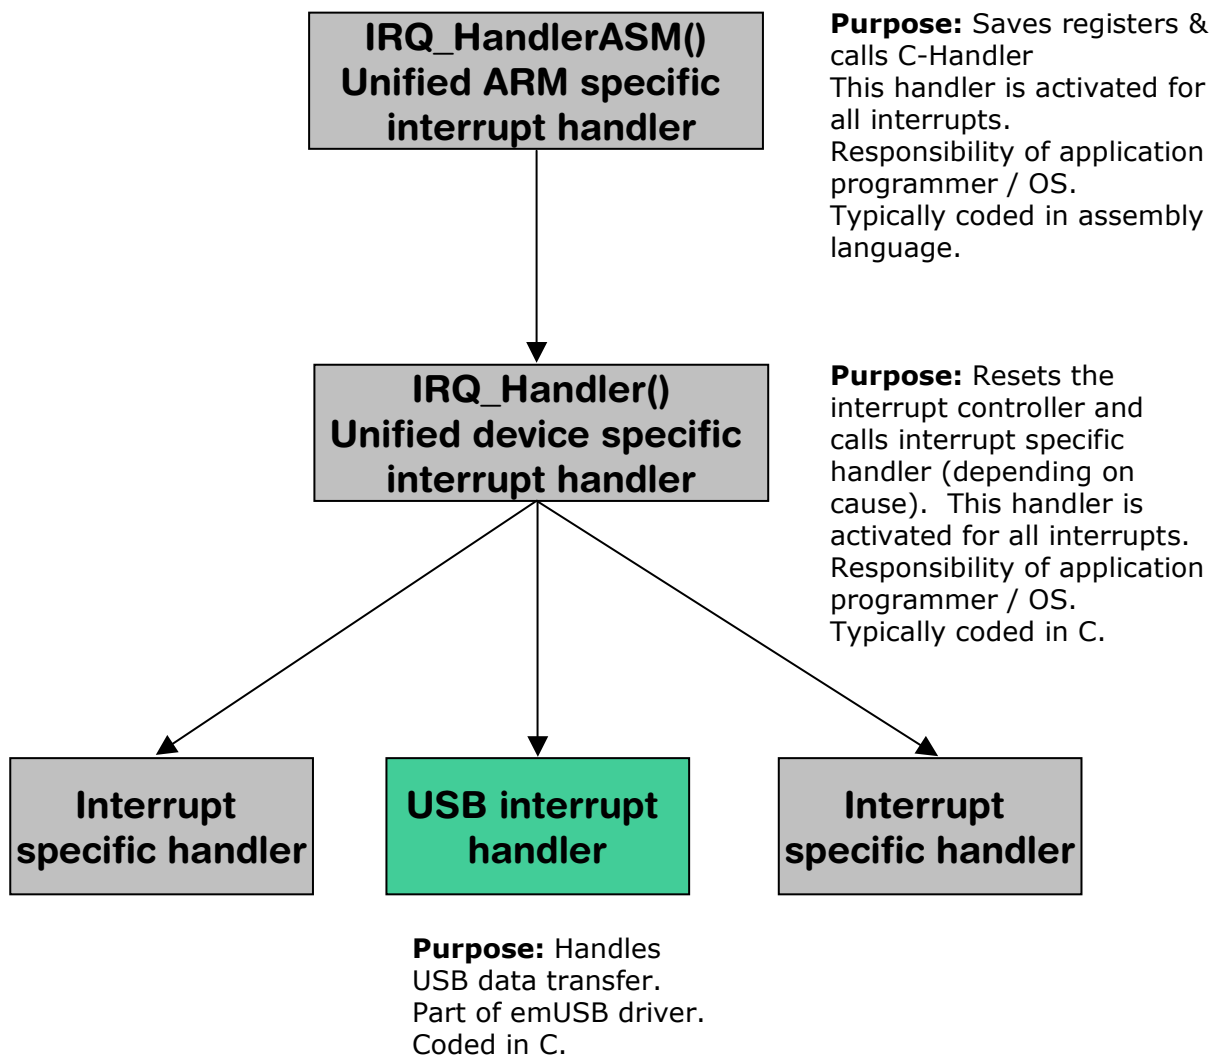 IRQ_HandlerASM()
Unified ARM specific
interrupt handler
Purpose: Saves registers &
calls C-Handler
This handler is activated for
all interrupts.
Responsibility of application
programmer / OS.
Typically coded in assembly
language.
IRQ_Handler()
Unified device specific
interrupt handler
Purpose: Resets the
interrupt controller and
calls interrupt specific
handler (depending on
cause).  This handler is
activated for all interrupts.
Responsibility of application
programmer / OS.
Typically coded in C.
Interrupt
specific handler
USB interrupt
handler
Interrupt
specific handler
Purpose: Handles
USB data transfer.
Part of emUSB driver.
Coded in C.